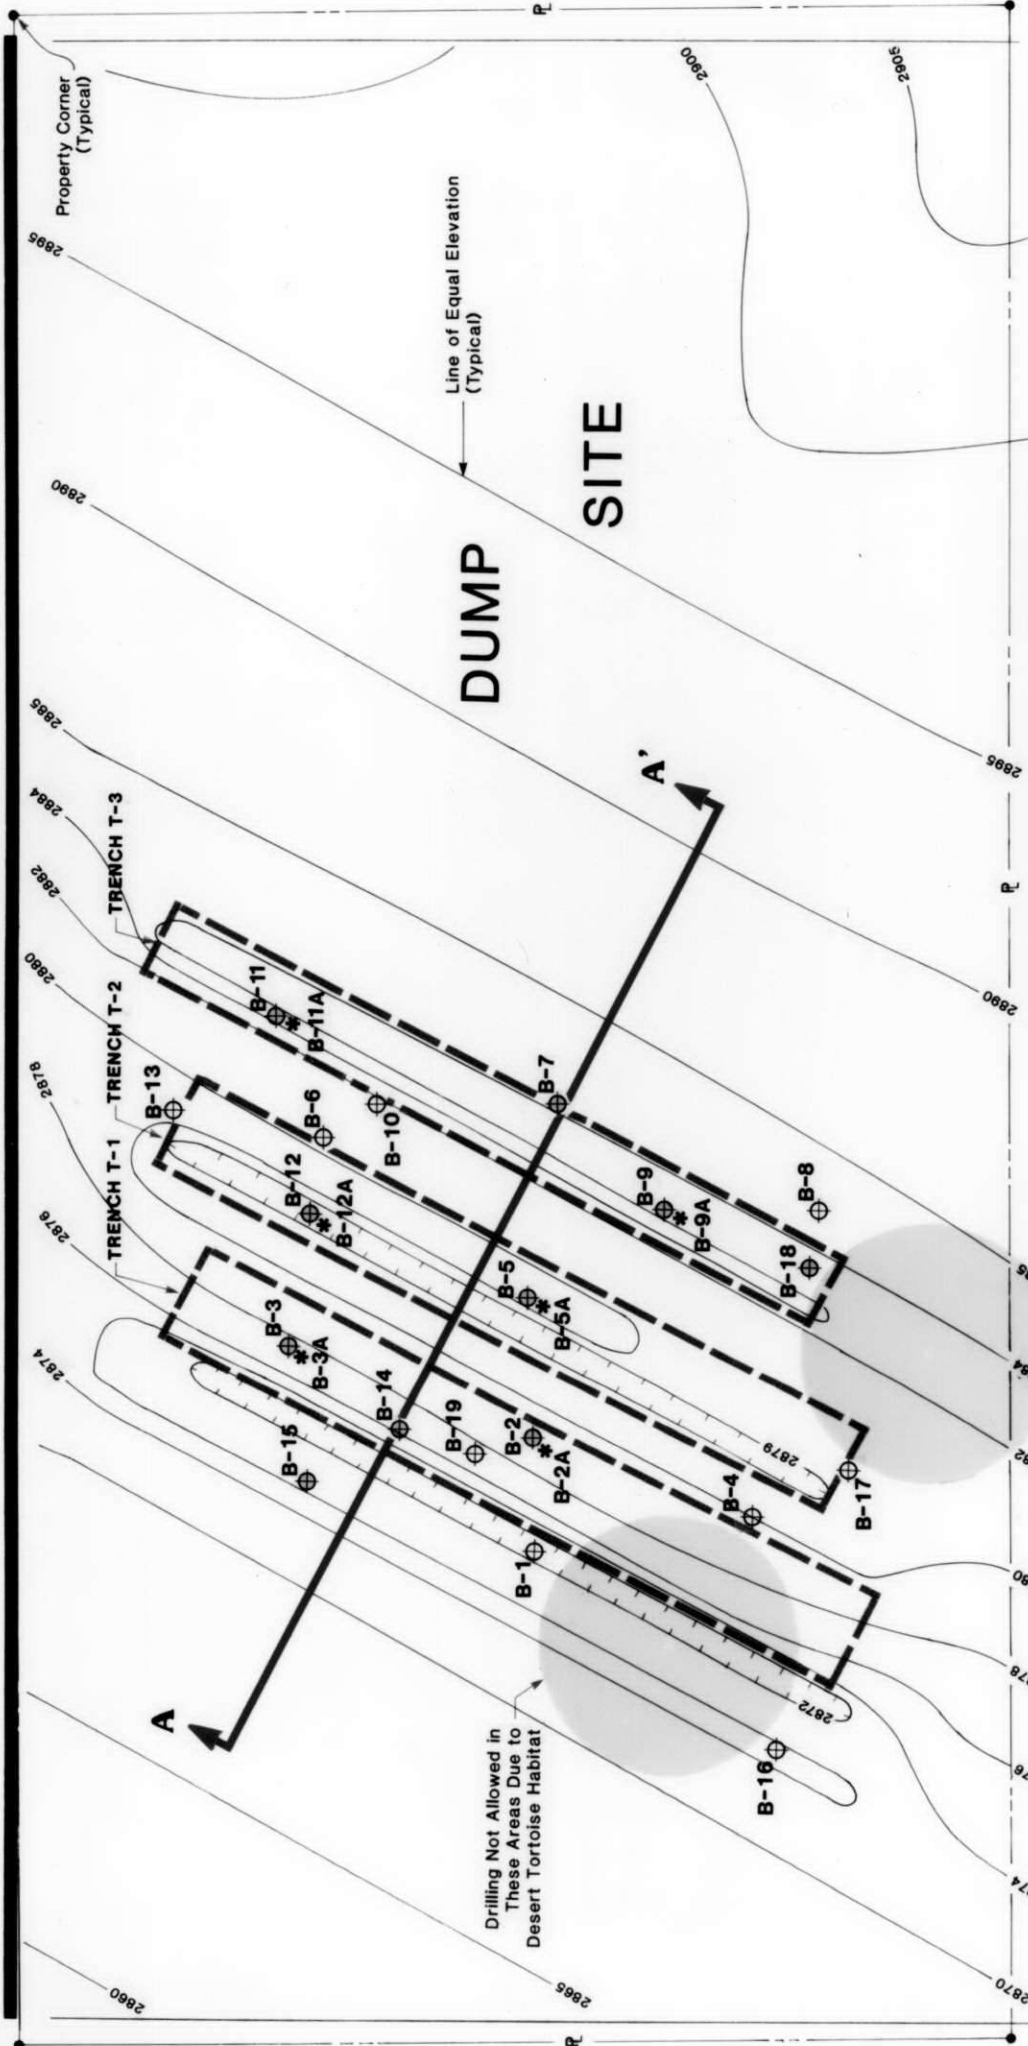 Property Corner
(Typical)
PL
2900
2905
2895
Line of Equal Elevation
(Typical)
2890
DUMP
SITE
2885
2884
2882
2880
2878
2876
2874
TRENCH T-3
TRENCH T-2
TRENCH T-1
A'
2895
PL
2890
B-11
B-11A
B-13
B-6
B-10
B-7
B-12
B-12A
B-9
B-9A
B-8
B-18
B-5
B-5A
B-3
B-3A
B-14
B-15
B-19
B-2
B-2A
B-4
B-17
B-1
B-16
2879
2872
A
Drilling Not Allowed in
These Areas Due to
Desert Tortoise Habitat
2860
2865
2870
PL